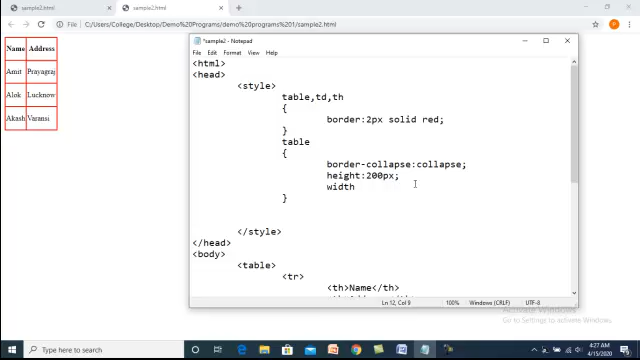 sample2.html
sample2.html
File
C:/Users/College/Desktop/Demo%20Programs/demo%20programs%201/sample2.html
Name Address
Amit Prayagraj
Alok Lucknow
Akash Varansi
*sample2 - Notepad
File Edit Format View Help
<html>
<head>
<style>
table,td,th
{
border:2px solid red;
}
table
{
border-collapse:collapse;
height:200px;
width
}
</style>
</head>
<body>
<table>
<tr>
<th>Name</th>
Ln 12, Col 9 100% Windows (CRLF) UTF-8
Activate Windows
Go to Settings to activate Windows.
Type here to search
4:27 AM
4/15/2020